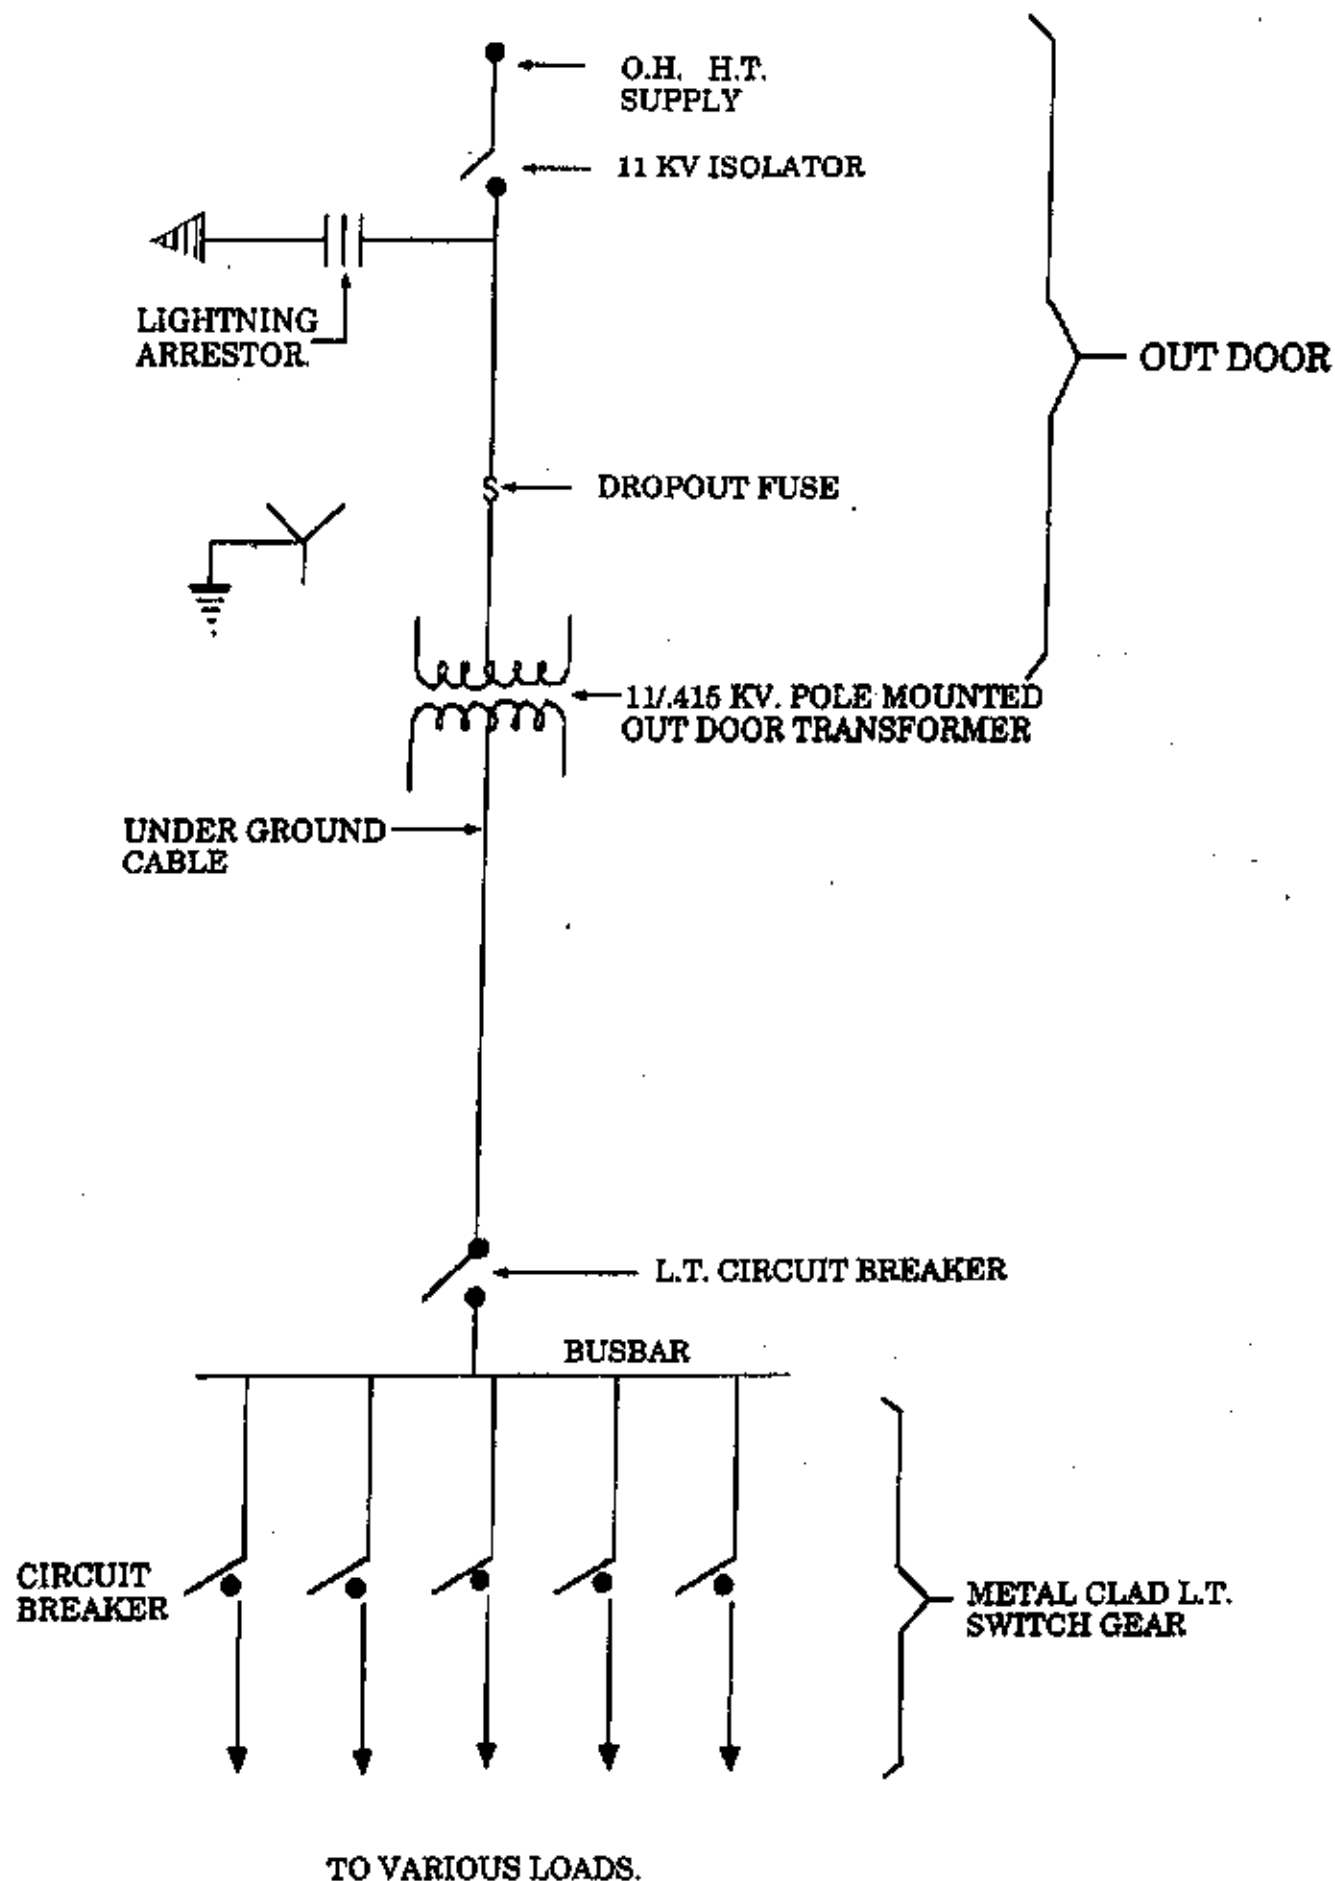 O.H. H.T.
SUPPLY
11 KV ISOLATOR
LIGHTNING
ARRESTOR.
OUT DOOR
DROPOUT FUSE
11/.415 KV. POLE MOUNTED
OUT DOOR TRANSFORMER
UNDER GROUND
CABLE
L.T. CIRCUIT BREAKER
BUSBAR
CIRCUIT
BREAKER
METAL CLAD L.T.
SWITCH GEAR
TO VARIOUS LOADS.